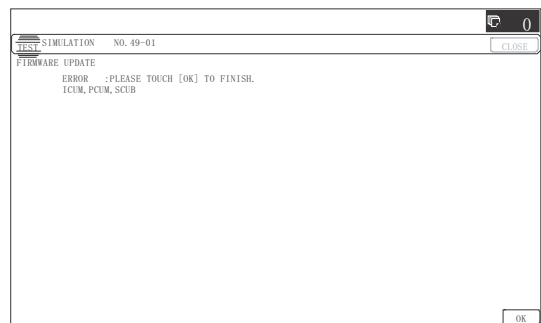 0
TEST SIMULATION NO. 49-01
CLOSE
FIRMWARE UPDATE
ERROR :PLEASE TOUCH [OK] TO FINISH.
ICUM, PCUM, SCUB
OK